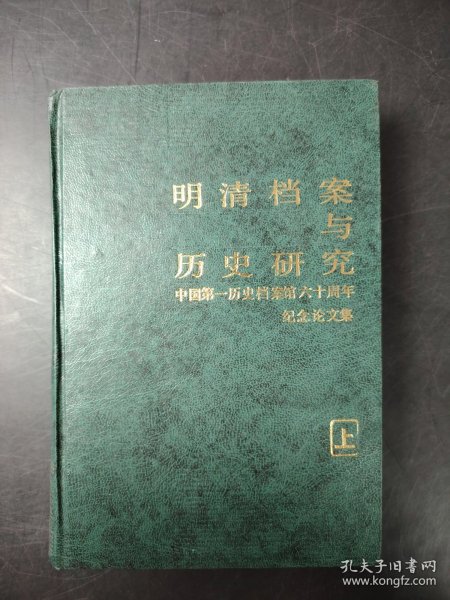 明清档案
与
历史研究
中国第一历史档案馆六十周年
纪念论文集
上
孔夫子旧书网
www.kongfz.com